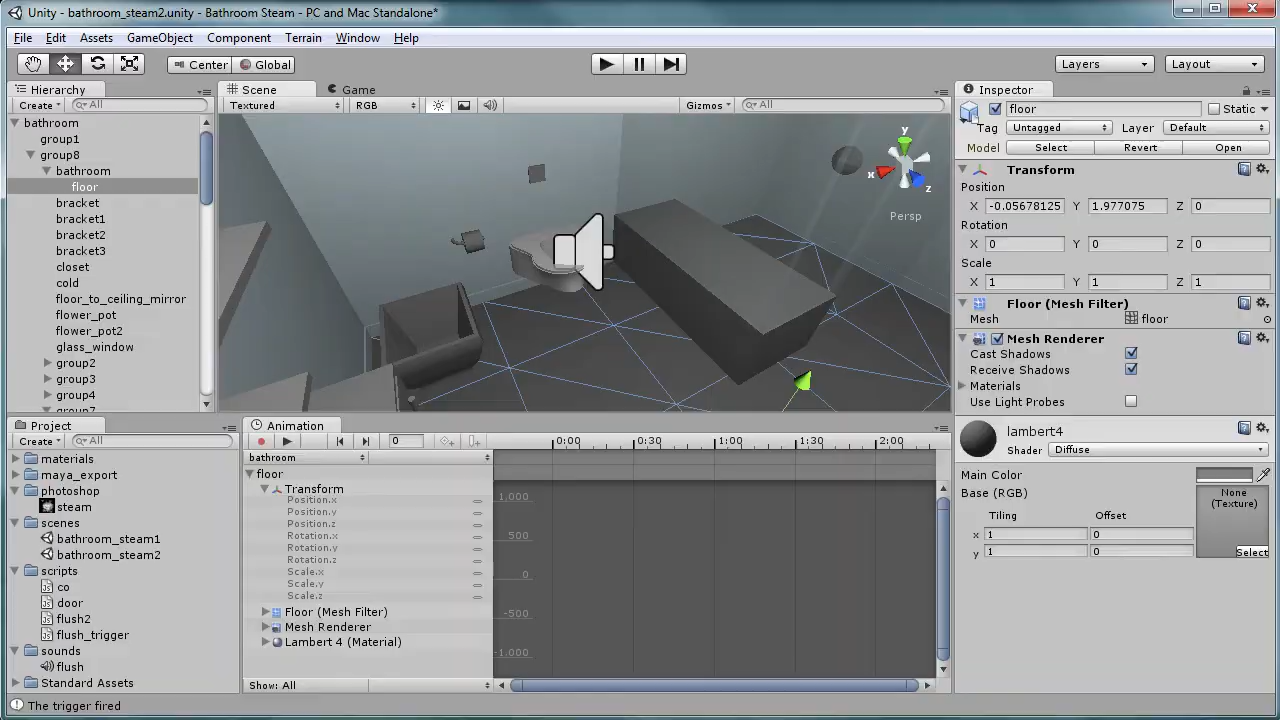 Unity - bathroom_steam2.unity - Bathroom Steam - PC and Mac Standalone*
File Edit Assets GameObject Component Terrain Window Help
Center Global Layers Layout
Hierarchy
Create All
bathroom
group1
group8
bathroom
floor
bracket
bracket1
bracket2
bracket3
closet
cold
floor_to_ceiling_mirror
flower_pot
flower_pot2
glass_window
group2
group3
group4
group7
Scene Game
Textured RGB Gizmos All
y
x
z
Persp
Inspector
floor Static
Tag Untagged Layer Default
Model Select Revert Open
Transform
Position
X -0.05678125 Y 1.977075 Z 0
Rotation
X 0 Y 0 Z 0
Scale
X 1 Y 1 Z 1
Floor (Mesh Filter)
Mesh floor
Mesh Renderer
Cast Shadows
Receive Shadows
Materials
Use Light Probes
lambert4
Shader Diffuse
Main Color
Base (RGB)
None
(Texture)
Tiling Offset
x 1 0
y 1 0
Select
Project
Create All
materials
maya_export
photoshop
steam
scenes
bathroom_steam1
bathroom_steam2
scripts
co
door
flush2
flush_trigger
sounds
flush
Standard Assets
Animation
0 0:00 0:30 1:00 1:30 2:00
bathroom
floor
Transform
Position.x
Position.y
Position.z
Rotation.x
Rotation.y
Rotation.z
Scale.x
Scale.y
Scale.z
Floor (Mesh Filter)
Mesh Renderer
Lambert 4 (Material)
1,000
500
0
-500
-1,000
Show: All
The trigger fired